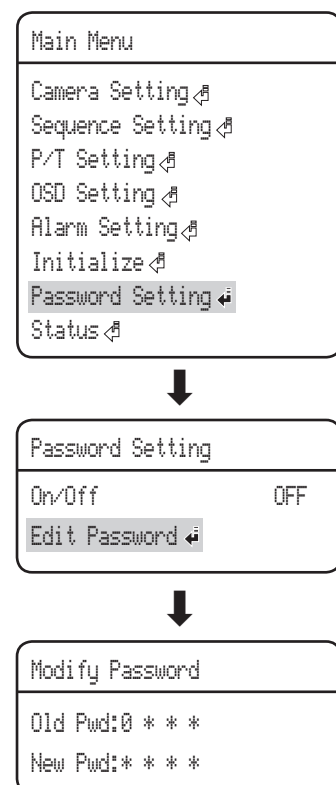 Main Menu
Camera Setting
Sequence Setting
P/T Setting
OSD Setting
Alarm Setting
Initialize
Password Setting
Status
Password Setting
On/Off OFF
Edit Password
Modify Password
Old Pwd:0 * * *
New Pwd:* * * *